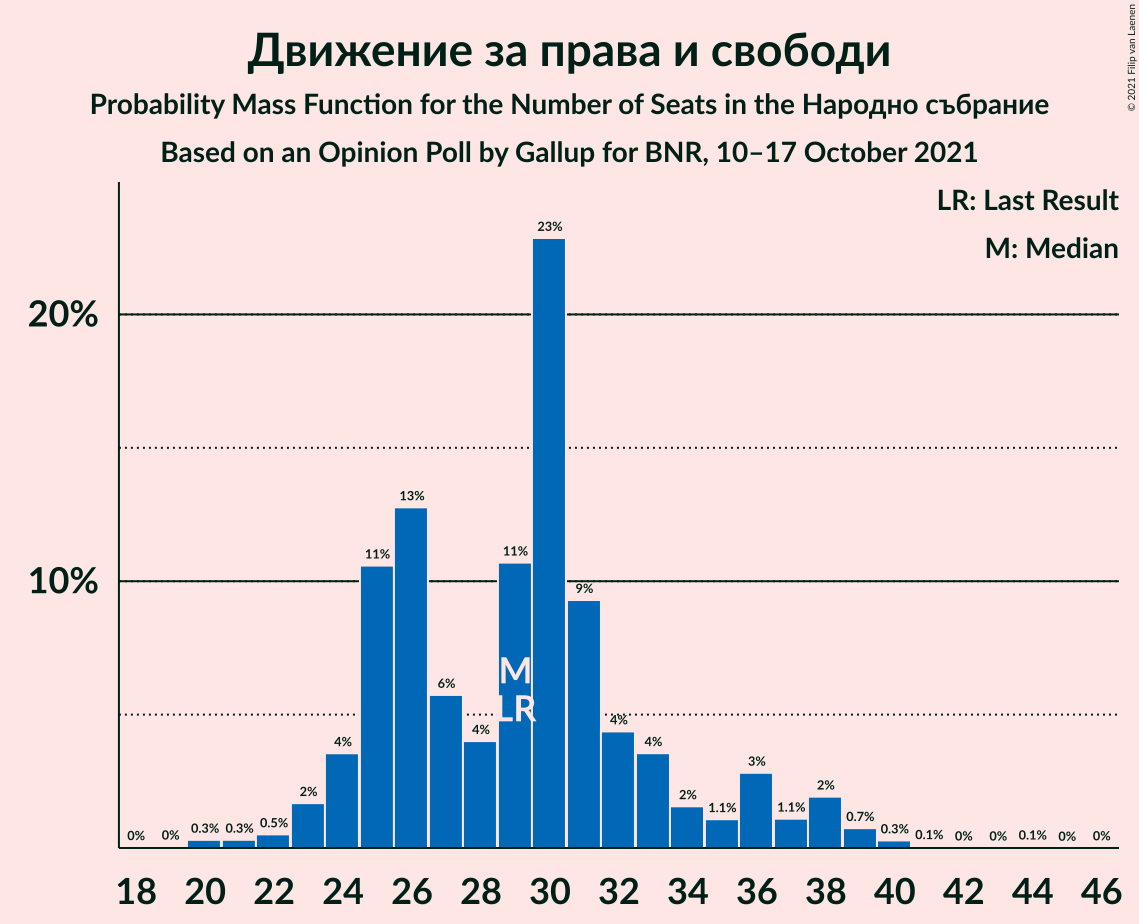 Движение за права и свободи
Probability Mass Function for the Number of Seats in the Народно събрание
Based on an Opinion Poll by Gallup for BNR, 10–17 October 2021
© 2021 Filip van Laenen
LR: Last Result
M: Median
20%
10%
0% 0% 0.3% 0.3% 0.5% 2% 4% 11% 13% 6% 4% 11% 23% 9% 4% 4% 2% 1.1% 3% 1.1% 2% 0.7% 0.3% 0.1% 0% 0% 0.1% 0% 0%
M
LR
18 20 22 24 26 28 30 32 34 36 38 40 42 44 46